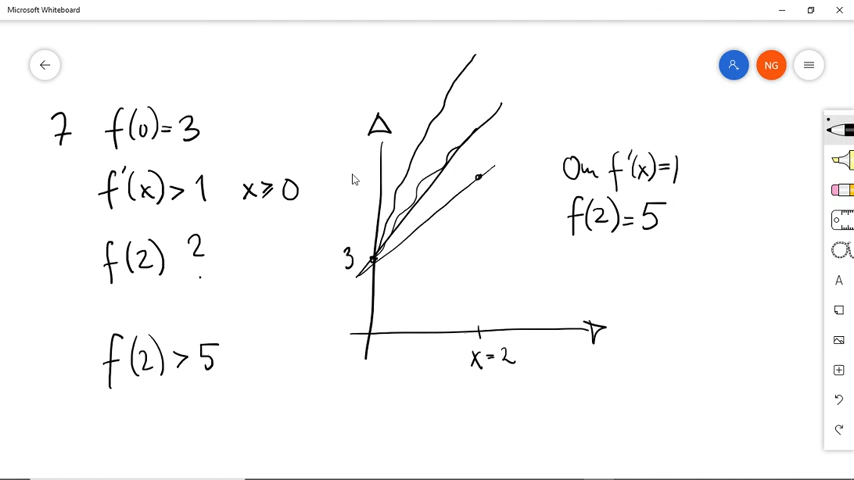 Microsoft Whiteboard
NG
7 f(0)=3
f'(x)>1 x≥0
f(2) ?
f(2)>5
3
x=2
Om f'(x)=1
f(2)=5
A